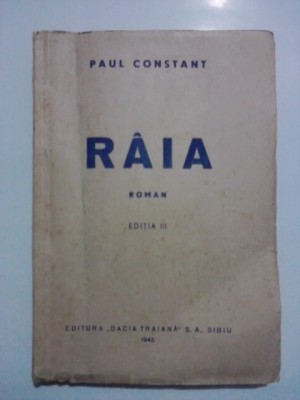 PAUL CONSTANT
RÂIA
ROMAN
EDIȚIA III
EDITURA „DACIA TRAIANĂ” S. A. SIBIU